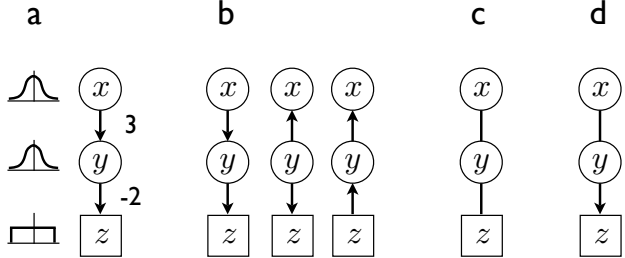 a b c d
x x x x x x
3
y y y y y y
-2
z z z z z z